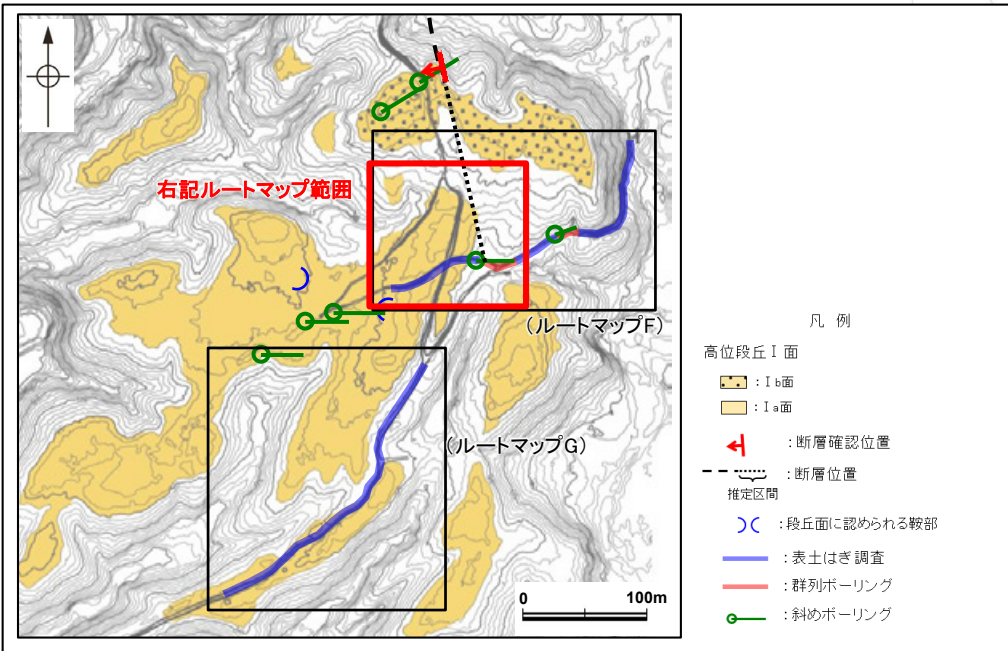 右記ルートマップ範囲
(ルートマップF)
(ルートマップG)
0 100m
凡 例
高位段丘Ⅰ面
：Ⅰb面
：Ⅰa面
：断層確認位置
：断層位置
推定区間
：段丘面に認められる鞍部
：表土はぎ調査
：群列ボーリング
：斜めボーリング